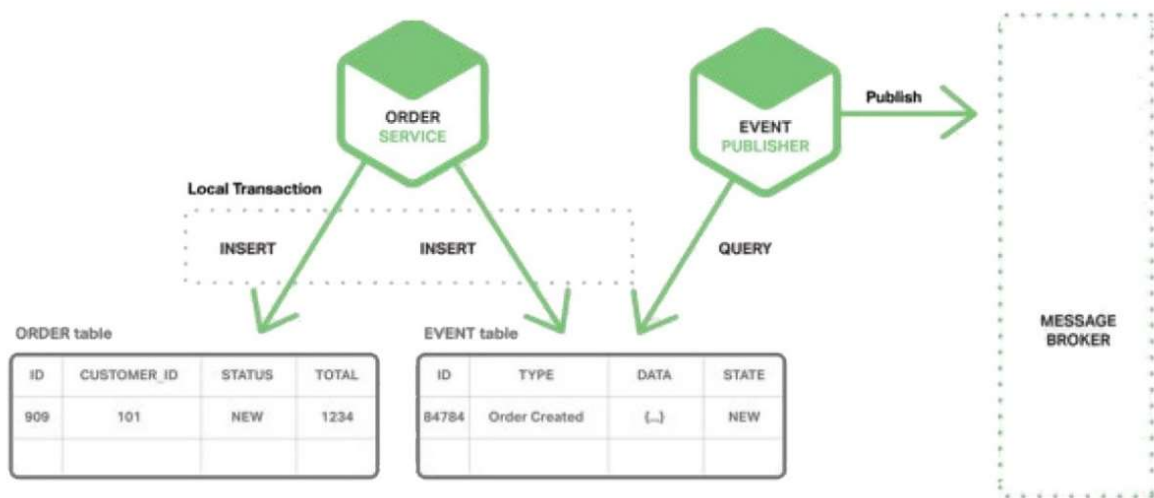 ORDER
SERVICE
EVENT
PUBLISHER
Publish
Local Transaction
INSERT
INSERT
QUERY
MESSAGE
BROKER
ORDER table
ID CUSTOMER_ID STATUS TOTAL
909 101 NEW 1234
EVENT table
ID TYPE DATA STATE
84784 Order Created {...} NEW